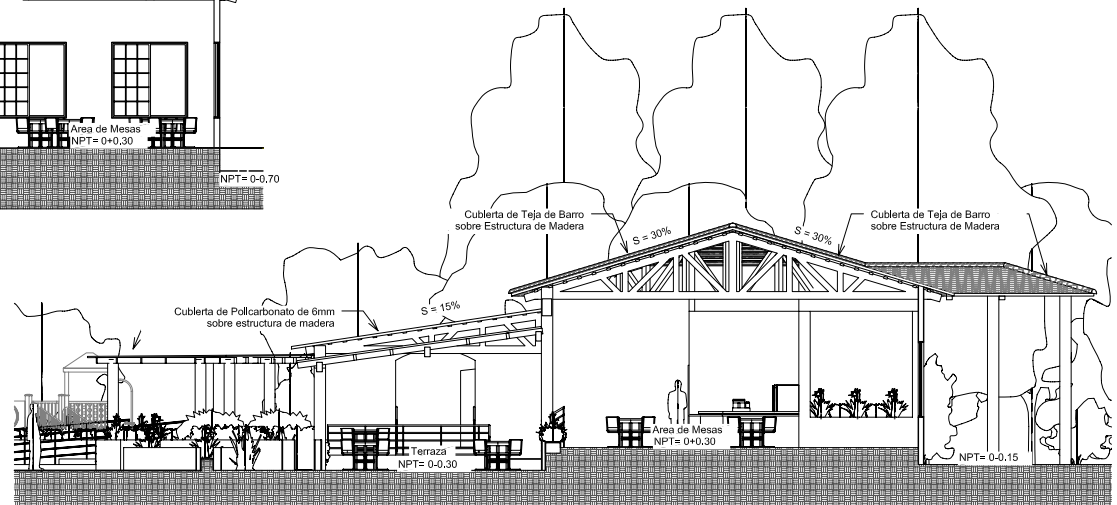 Area de Mesas
NPT= 0+0.30
NPT= 0-0.70
Cubierta de Teja de Barro
sobre Estructura de Madera
S = 30%
S = 30%
Cubierta de Teja de Barro
sobre Estructura de Madera
Cubierta de Policarbonato de 6mm
sobre estructura de madera
S = 15%
Area de Mesas
NPT= 0+0.30
Terraza
NPT= 0-0.30
NPT= 0-0.15